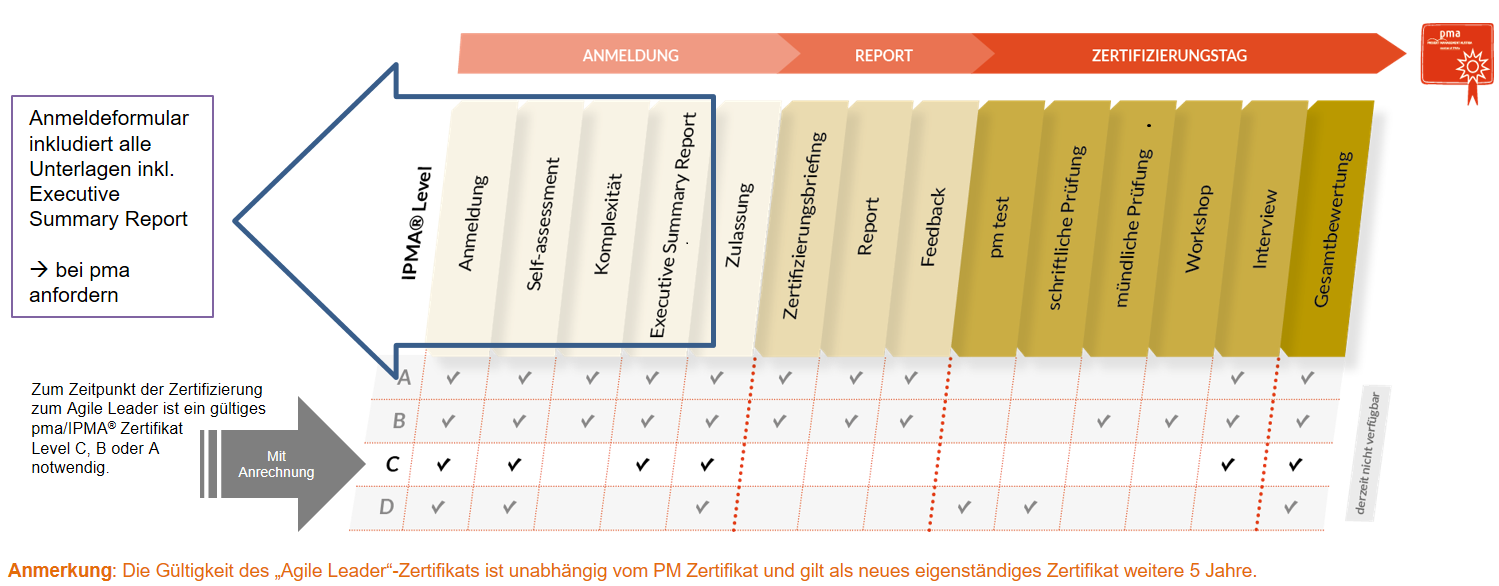 ANMELDUNG
REPORT
ZERTIFIZIERUNGSTAG
pma
Anmeldeformular
inkludiert alle
Unterlagen inkl.
Executive
Summary Report
→ bei pma
anfordern
IPMA® Level
Anmeldung
Self-assessment
Komplexität
Executive Summary Report
Zulassung
Zertifizierungsbriefing
Report
Feedback
pm test
schriftliche Prüfung
mündliche Prüfung
Workshop
Interview
Gesamtbewertung
A ✓ ✓ ✓ ✓ ✓ ✓ ✓ ✓ ✓ ✓
B ✓ ✓ ✓ ✓ ✓ ✓ ✓ ✓ ✓ ✓ ✓ ✓
C ✓ ✓ ✓ ✓ ✓ ✓
D ✓ ✓ ✓ ✓ ✓ ✓
derzeit nicht verfügbar
Zum Zeitpunkt der Zertifizierung
zum Agile Leader ist ein gültiges
pma/IPMA® Zertifikat
Level C, B oder A
notwendig.
Mit
Anrechnung
Anmerkung: Die Gültigkeit des „Agile Leader“-Zertifikats ist unabhängig vom PM Zertifikat und gilt als neues eigenständiges Zertifikat weitere 5 Jahre.